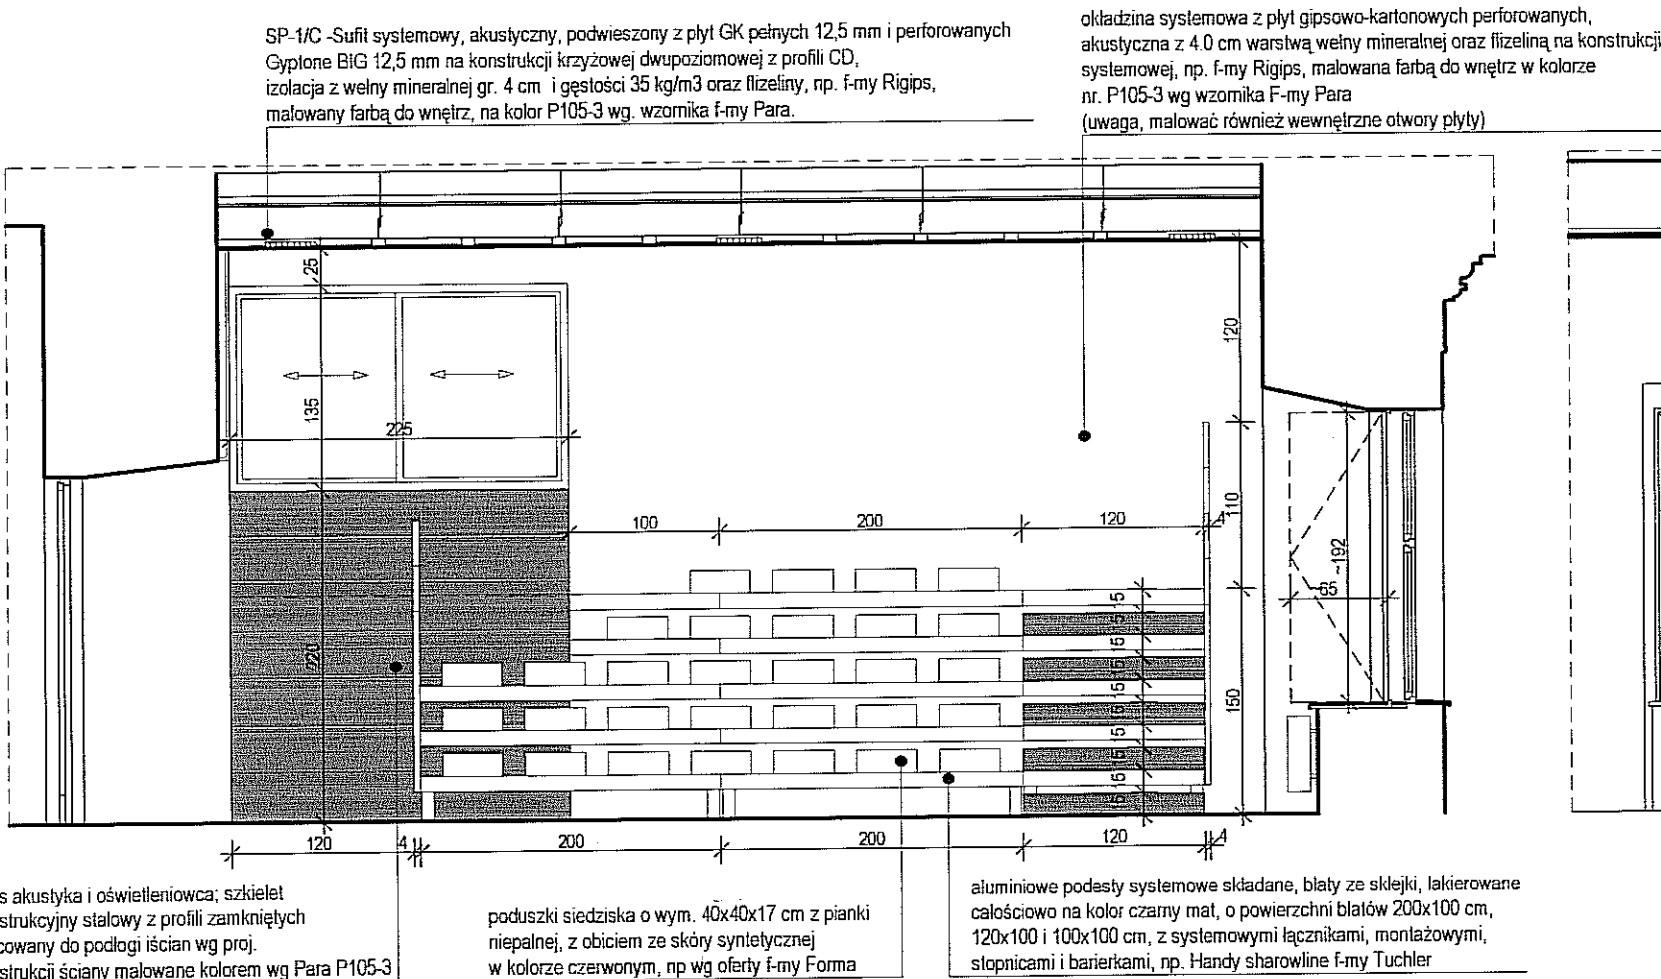 SP-1/C -Sufit systemowy, akustyczny, podwieszony z płyt GK pełnych 12,5 mm i perforowanych
Gyptone BIG 12,5 mm na konstrukcji krzyżowej dwupoziomowej z profili CD,
izolacja z wełny mineralnej gr. 4 cm i gęstości 35 kg/m3 oraz flizeliny, np. f-my Rigips,
malowany farbą do wnętrz, na kolor P105-3 wg. wzornika f-my Para.
okładzina systemowa z płyt gipsowo-kartonowych perforowanych,
akustyczna z 4.0 cm warstwą wełny mineralnej oraz flizeliną na konstrukcji
systemowej, np. f-my Rigips, malowana farbą do wnętrz w kolorze
nr. P105-3 wg wzornika F-my Para
(uwaga, malować również wewnętrzne otwory płyty)
25
120
135
225
100
200
120
4
110
~192
~65
15
15
15
15
15
15
15
15
15
15
220
150
120
4
200
200
120
4
s akustyka i oświetleniowca; szkielet
strukcyjny stalowy z profili zamkniętych
cowany do podłogi iścian wg proj.
strukcji ściany malowane kolorem wg Para P105-3
poduszki siedziska o wym. 40x40x17 cm z pianki
niepalnej, z obiciem ze skóry syntetycznej
w kolorze czerwonym, np wg oferty f-my Forma
aluminiowe podesty systemowe składane, blaty ze sklejki, lakierowane
całościowo na kolor czarny mat, o powierzchni blatów 200x100 cm,
120x100 i 100x100 cm, z systemowymi łącznikami, montażowymi,
stopnicami i barierkami, np. Handy sharowline f-my Tuchler